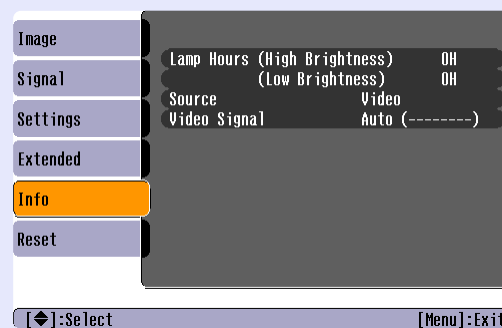 Image
Signal
Settings
Extended
Info
Reset
Lamp Hours (High Brightness) 0H
(Low Brightness) 0H
Source Video
Video Signal Auto (--------)
[◆]:Select [Menu]:Exit